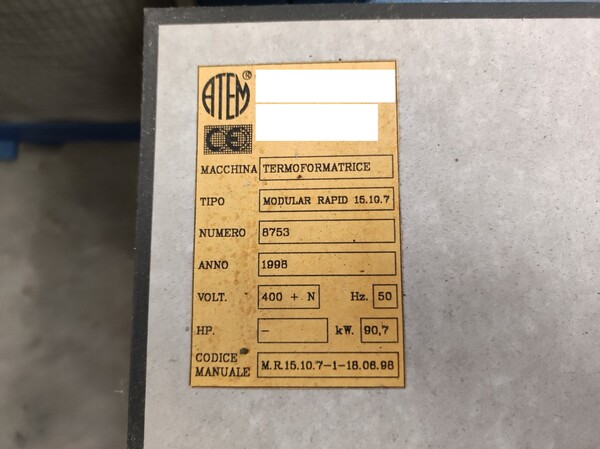 ATEM®
CE
MACCHINA TERMOFORMATRICE
TIPO MODULAR RAPID 15.10.7
NUMERO 8753
ANNO 1998
VOLT. 400 + N Hz. 50
HP. – kW. 90,7
CODICE
MANUALE M.R.15.10.7-1-18.06.98